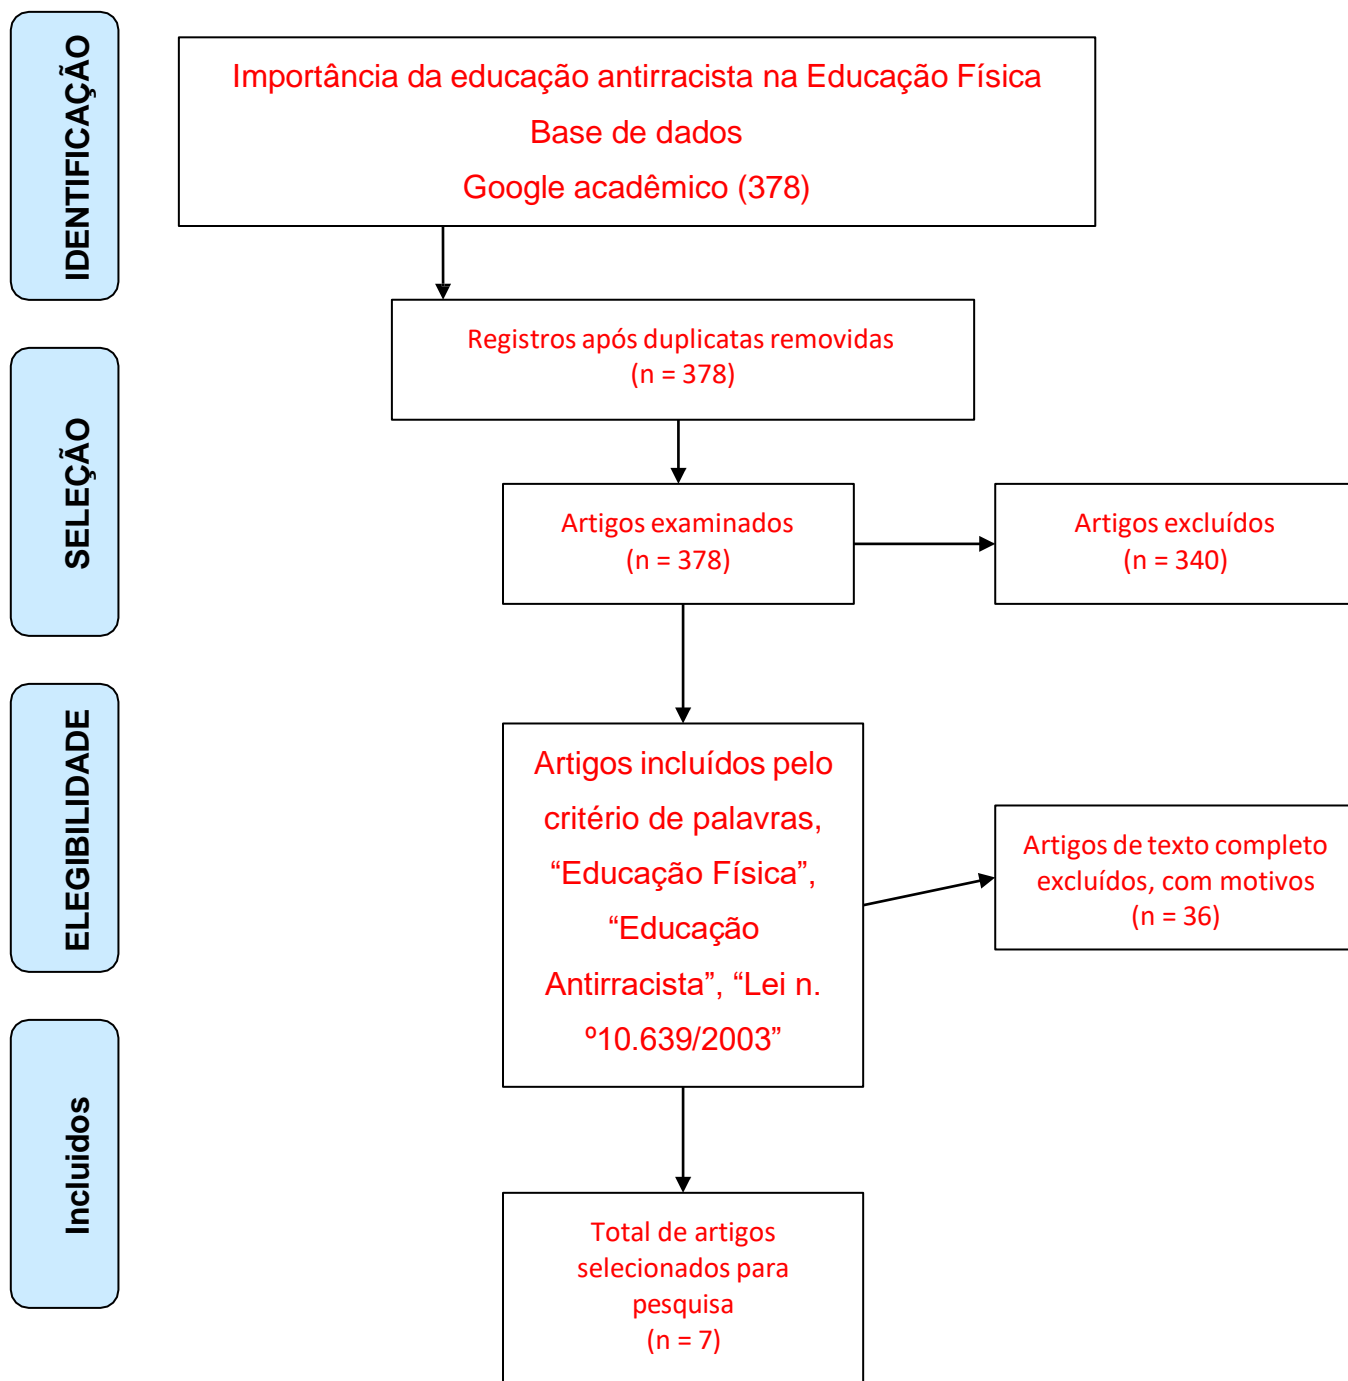 IDENTIFICAÇÃO
Importância da educação antirracista na Educação Física
Base de dados
Google acadêmico (378)
SELEÇÃO
Registros após duplicatas removidas
(n = 378)
Artigos examinados
(n = 378)
Artigos excluídos
(n = 340)
ELEGIBILIDADE
Artigos incluídos pelo
critério de palavras,
“Educação Física”,
“Educação
Antirracista”, “Lei n.
º10.639/2003”
Artigos de texto completo
excluídos, com motivos
(n = 36)
Incluidos
Total de artigos
selecionados para
pesquisa
(n = 7)